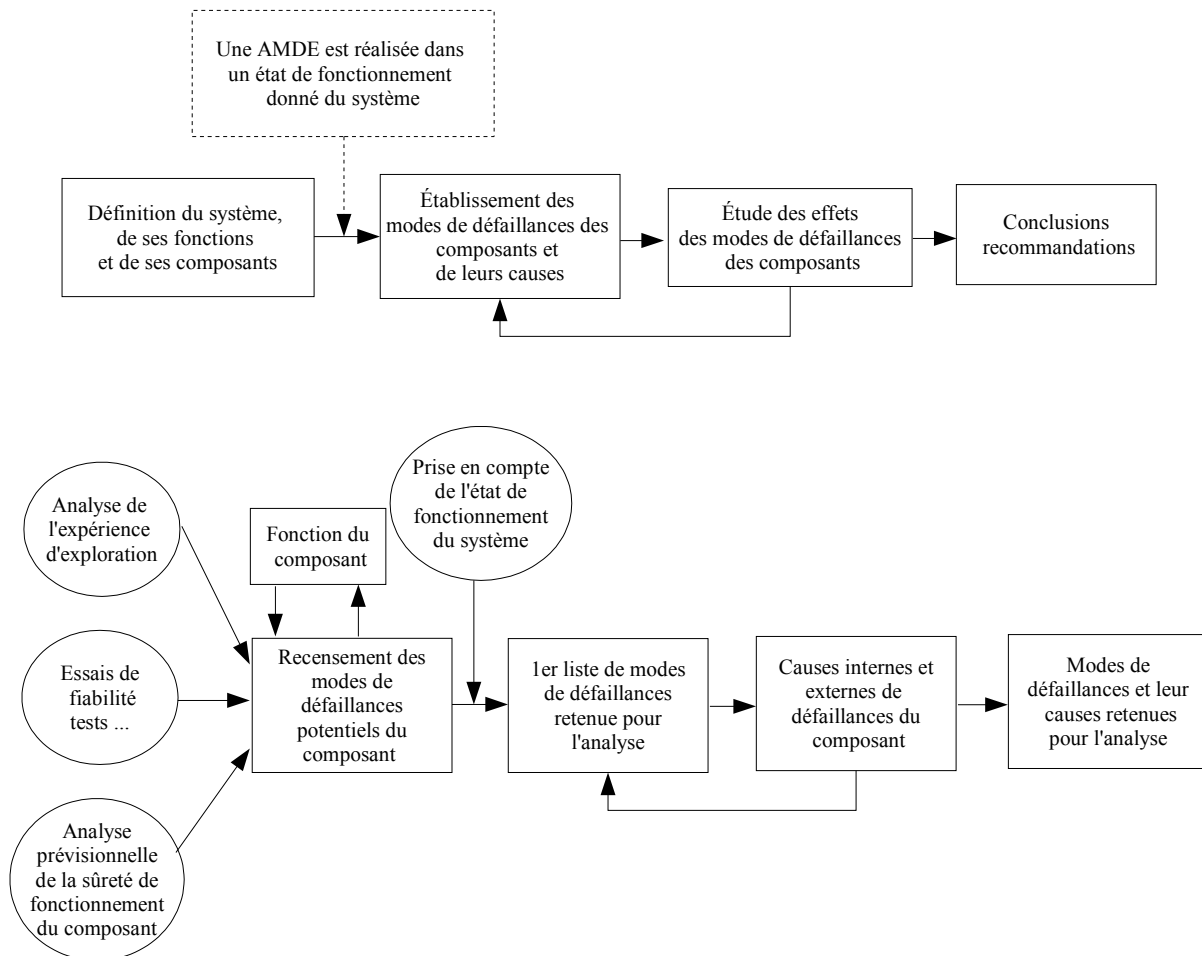 Une AMDE est réalisée dans
un état de fonctionnement
donné du système
Définition du système,
de ses fonctions
et de ses composants
Établissement des
modes de défaillances des
composants et
de leurs causes
Étude des effets
des modes de défaillances
des composants
Conclusions
recommandations
Analyse de
l'expérience
d'exploration
Fonction du
composant
Prise en compte
de l'état de
fonctionnement
du système
Essais de
fiabilité
tests ...
Recensement des
modes de
défaillances
potentiels du
composant
1er liste de modes
de défaillances
retenue pour
l'analyse
Causes internes et
externes de
défaillances du
composant
Modes de
défaillances et leur
causes retenues
pour l'analyse
Analyse
prévisionnelle
de la sûreté de
fonctionnement
du composant